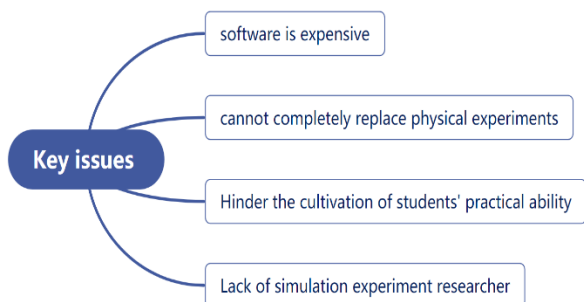 software is expensive
cannot completely replace physical experiments
Key issues
Hinder the cultivation of students' practical ability
Lack of simulation experiment researcher